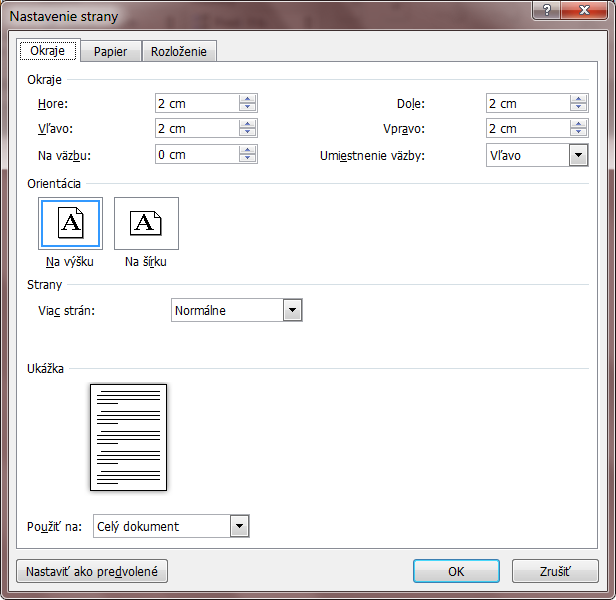 Nastavenie strany
Okraje Papier Rozloženie
Okraje
Hore: 2 cm Dole: 2 cm
Vľavo: 2 cm Vpravo: 2 cm
Na väzbu: 0 cm Umiestnenie väzby: Vľavo
Orientácia
A A
Na výšku Na šírku
Strany
Viac strán: Normálne
Ukážka
Použiť na: Celý dokument
Nastaviť ako predvolené OK Zrušiť